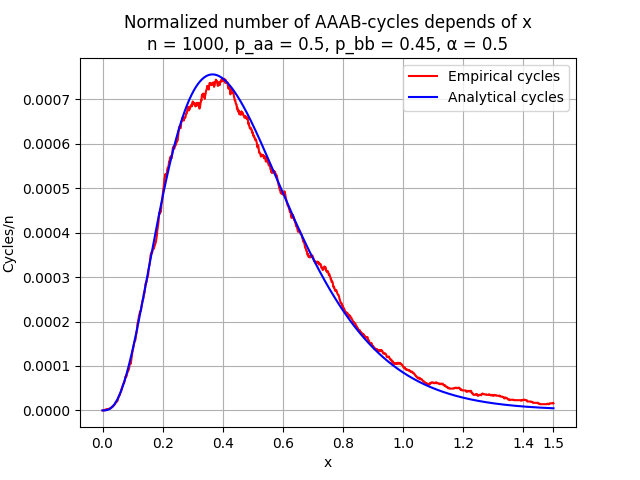 Normalized number of AAAB-cycles depends of x
n = 1000, p_aa = 0.5, p_bb = 0.45, α = 0.5
Empirical cycles
Analytical cycles
Cycles/n
0.0007
0.0006
0.0005
0.0004
0.0003
0.0002
0.0001
0.0000
0.0 0.2 0.4 0.6 0.8 1.0 1.2 1.4 1.5
x